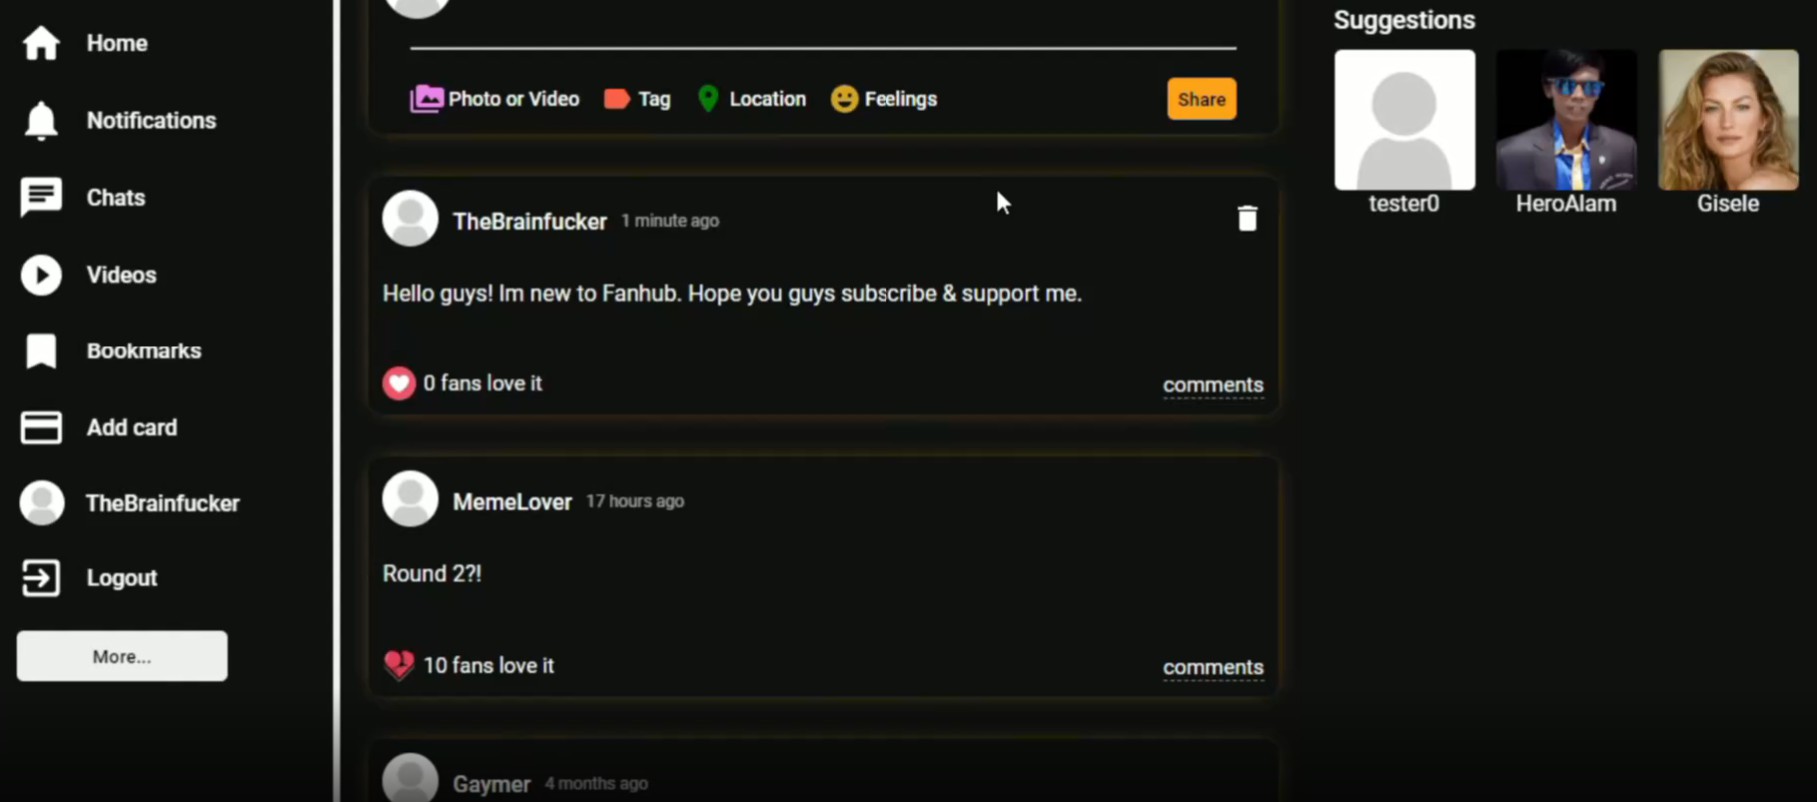 Home
Notifications
Chats
Videos
Bookmarks
Add card
TheBrainfucker
Logout
More...
Photo or Video Tag Location Feelings Share
TheBrainfucker 1 minute ago
Hello guys! Im new to Fanhub. Hope you guys subscribe & support me.
0 fans love it comments
MemeLover 17 hours ago
Round 2?!
10 fans love it comments
Gaymer 4 months ago
Suggestions
tester0 HeroAlam Gisele